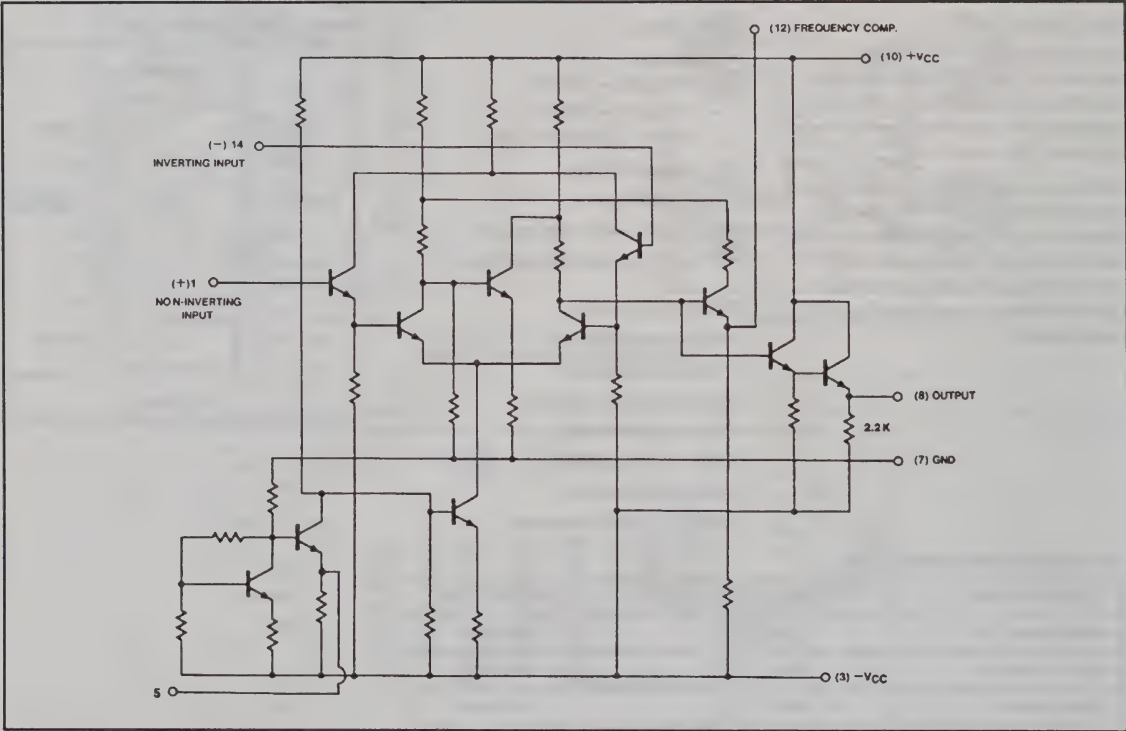 (12) FREQUENCY COMP.
(10) +VCC
(−) 14
INVERTING INPUT
(+)1
NON-INVERTING
INPUT
(8) OUTPUT
2.2K
(7) GND
(3) −VCC
5